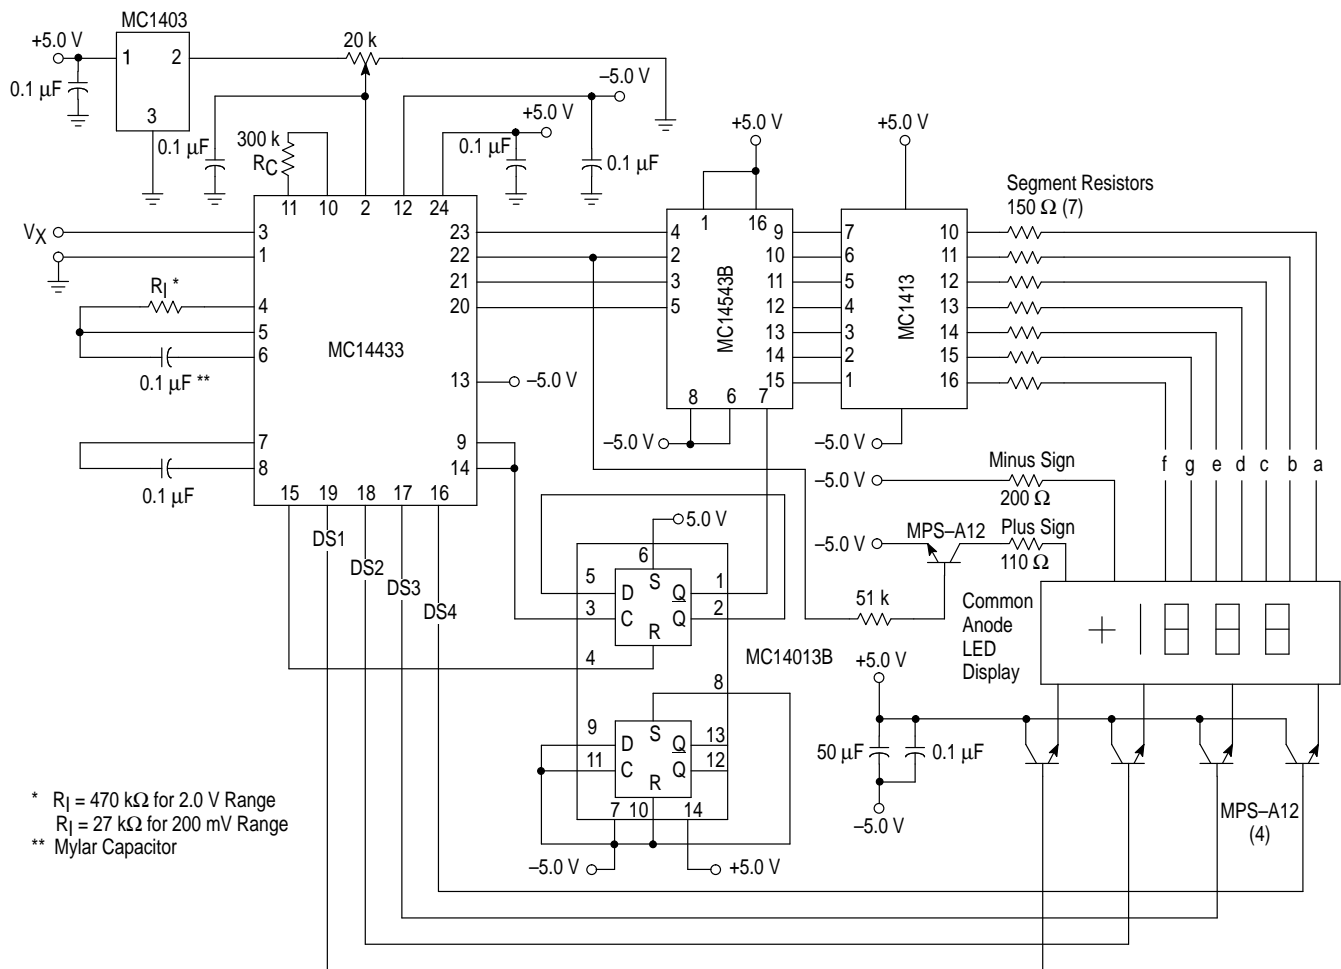 MC1403
+5.0 V
1
2
3
0.1 µF
20 k
–5.0 V
+5.0 V
0.1 µF
300 k
RC
0.1 µF
0.1 µF
+5.0 V
+5.0 V
11
10
2
12
24
VX
3
1
RI *
4
5
6
0.1 µF **
7
8
0.1 µF
MC14433
23
22
21
20
13
–5.0 V
9
14
15
19
18
17
16
4
2
3
5
1
16
MC14543B
9
10
11
12
13
14
15
8
6
7
–5.0 V
7
6
5
4
3
2
1
MC1413
10
11
12
13
14
15
16
–5.0 V
Segment Resistors
150 Ω (7)
f g e d c b a
Minus Sign
–5.0 V
200 Ω
MPS–A12
Plus Sign
–5.0 V
110 Ω
51 k
DS1
DS2
DS3
DS4
5.0 V
6
5
3
4
D
S
C
R
Q
Q
1
2
MC14013B
8
9
11
D
S
C
R
Q
Q
13
12
7
10
14
–5.0 V
+5.0 V
Common
Anode
LED
Display
+5.0 V
50 µF
0.1 µF
–5.0 V
MPS–A12
(4)
* RI = 470 kΩ for 2.0 V Range
RI = 27 kΩ for 200 mV Range
** Mylar Capacitor